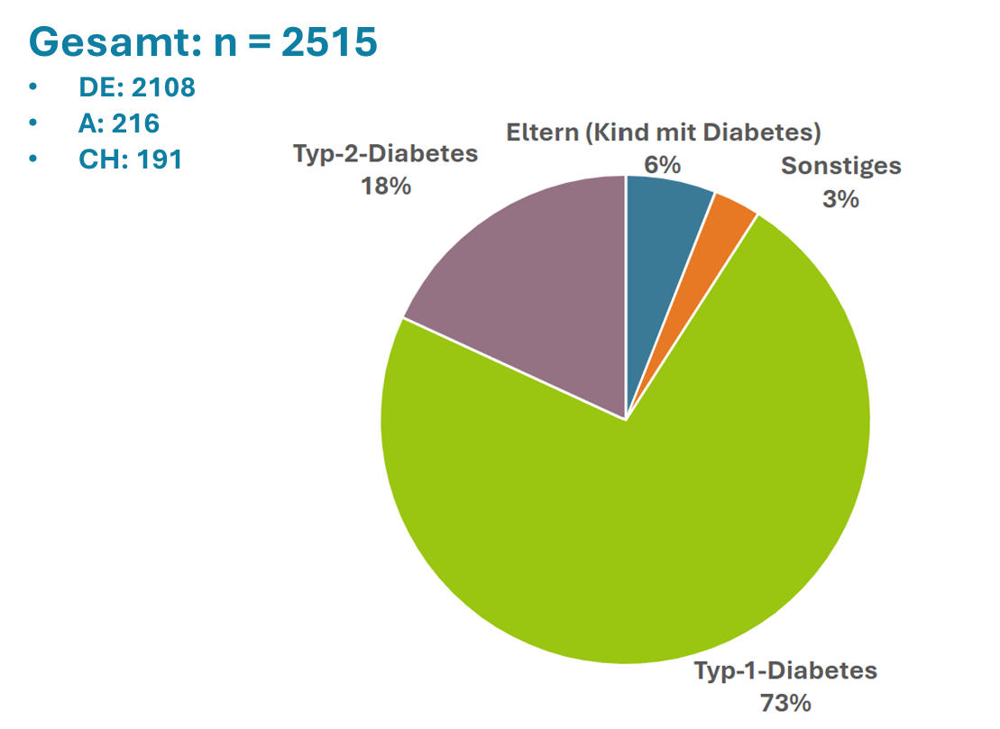 Gesamt: n = 2515
• DE: 2108
• A: 216
• CH: 191
Eltern (Kind mit Diabetes)
6%
Typ-2-Diabetes
18%
Sonstiges
3%
Typ-1-Diabetes
73%